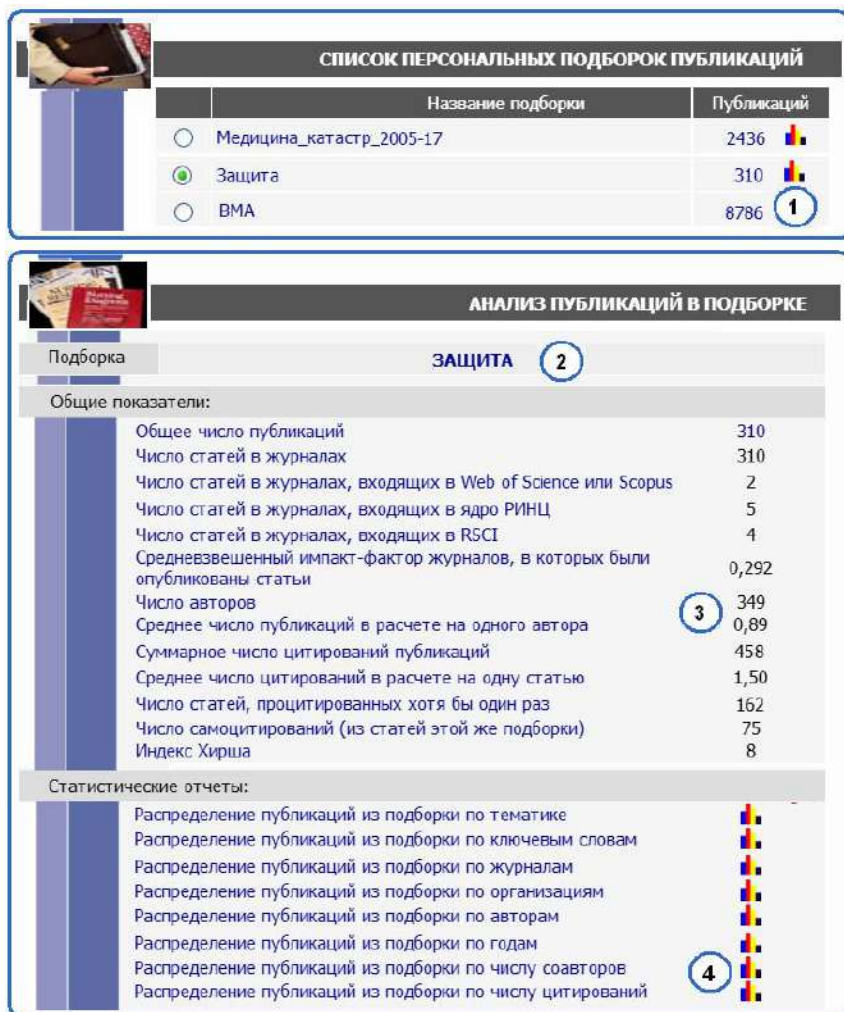 СПИСОК ПЕРСОНАЛЬНЫХ ПОДБОРОК ПУБЛИКАЦИЙ
Название подборки Публикаций
Медицина_катастр_2005-17 2436
Защита 310
ВМА 8786 1
АНАЛИЗ ПУБЛИКАЦИЙ В ПОДБОРКЕ
Подборка ЗАЩИТА 2
Общие показатели:
Общее число публикаций 310
Число статей в журналах 310
Число статей в журналах, входящих в Web of Science или Scopus 2
Число статей в журналах, входящих в ядро РИНЦ 5
Число статей в журналах, входящих в RSCI 4
Средневзвешенный импакт-фактор журналов, в которых были
опубликованы статьи 0,292
Число авторов 349
Среднее число публикаций в расчете на одного автора 3 0,89
Суммарное число цитирований публикаций 458
Среднее число цитирований в расчете на одну статью 1,50
Число статей, процитированных хотя бы один раз 162
Число самоцитирований (из статей этой же подборки) 75
Индекс Хирша 8
Статистические отчеты:
Распределение публикаций из подборки по тематике
Распределение публикаций из подборки по ключевым словам
Распределение публикаций из подборки по журналам
Распределение публикаций из подборки по организациям
Распределение публикаций из подборки по авторам
Распределение публикаций из подборки по годам
Распределение публикаций из подборки по числу соавторов 4
Распределение публикаций из подборки по числу цитирований